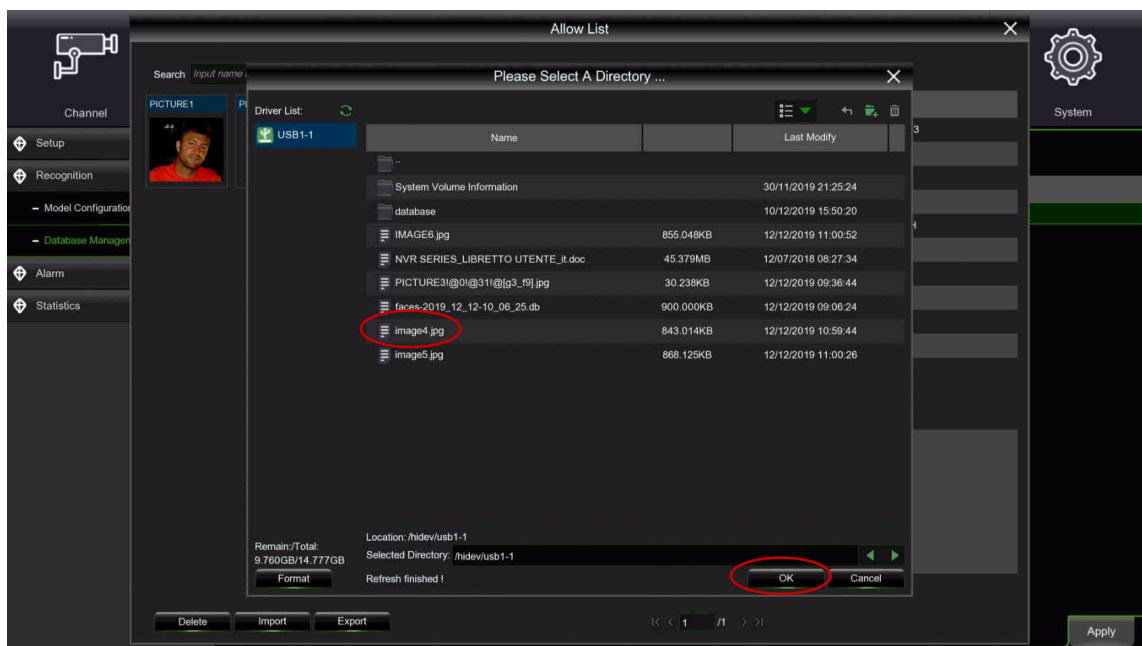 Allow List
Search Input name
Please Select A Directory ...
Channel
System
PICTURE1
Driver List:
USB1-1
Name
Last Modify
3
Setup
..
Recognition
System Volume Information 30/11/2019 21:25:24
Model Configuration
database 10/12/2019 15:50:20
IMAGE6.jpg 855.048KB 12/12/2019 11:00:52
Database Managem
NVR SERIES_LIBRETTO UTENTE_it.doc 45.379MB 12/07/2018 08:27:34
Alarm
PICTURE3!@0!@31!@[g3_f9].jpg 30.238KB 12/12/2019 09:36:44
Statistics
faces-2019_12_12-10_06_25.db 900.000KB 12/12/2019 09:06:24
image4.jpg 843.014KB 12/12/2019 10:59:44
image5.jpg 868.125KB 12/12/2019 11:00:26
Location: /hidev/usb1-1
Remain:/Total:
9.760GB/14.777GB
Selected Directory: /hidev/usb1-1
Format
Refresh finished !
OK
Cancel
Delete
Import
Export
|< < 1 /1 > >|
Apply